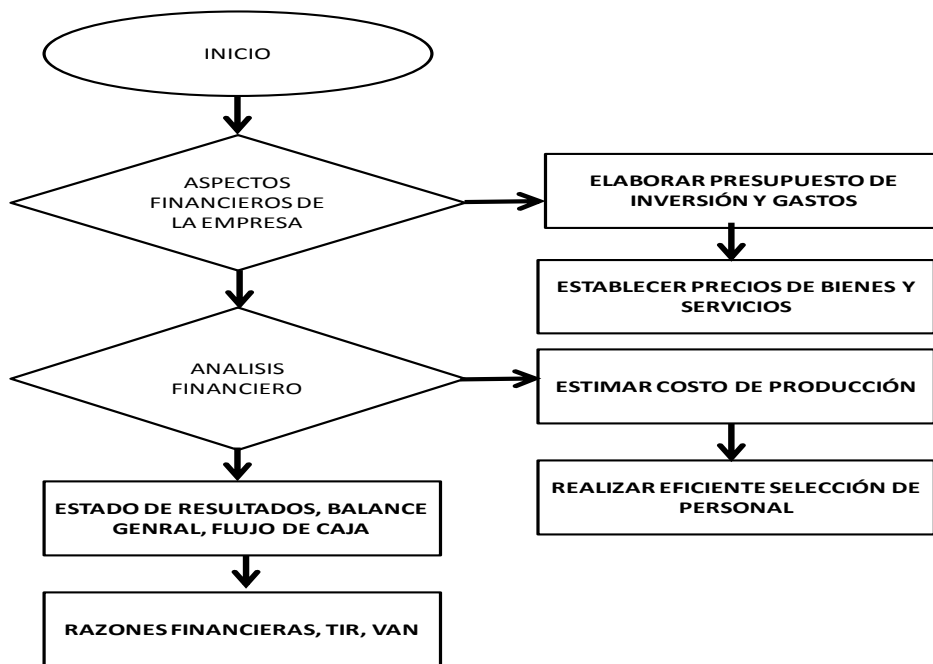 INICIO
ASPECTOS
FINANCIEROS DE
LA EMPRESA
ELABORAR PRESUPUESTO DE
INVERSIÓN Y GASTOS
ESTABLECER PRECIOS DE BIENES Y
SERVICIOS
ANALISIS
FINANCIERO
ESTIMAR COSTO DE PRODUCCIÓN
REALIZAR EFICIENTE SELECCIÓN DE
PERSONAL
ESTADO DE RESULTADOS, BALANCE
GENRAL, FLUJO DE CAJA
RAZONES FINANCIERAS, TIR, VAN